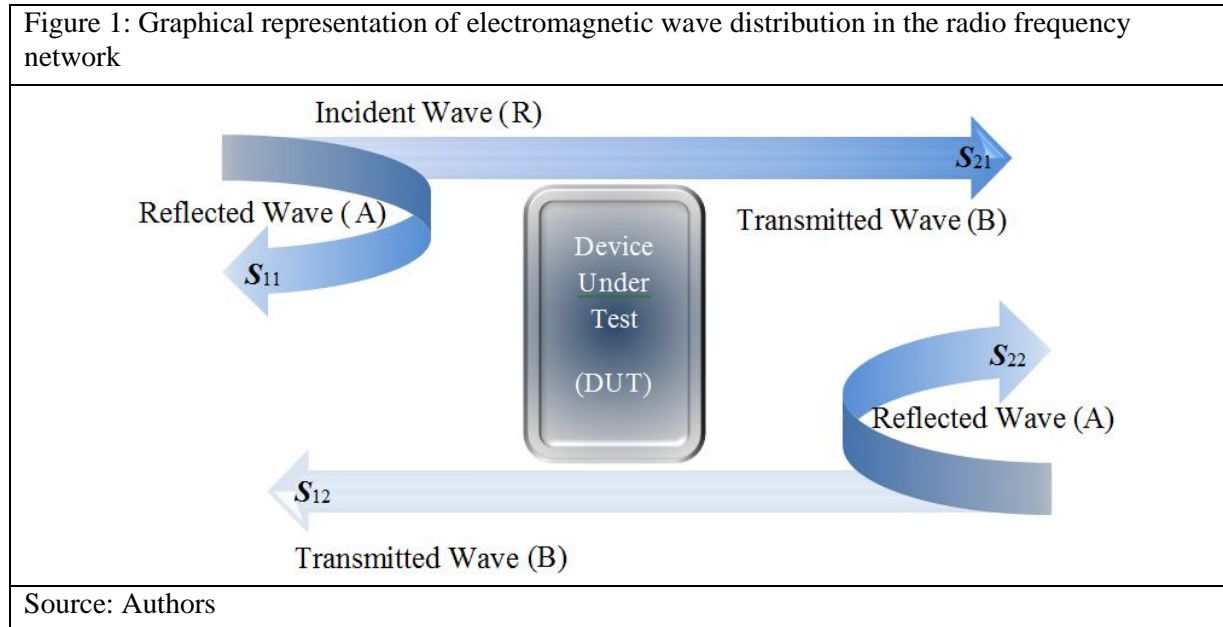 Figure 1: Graphical representation of electromagnetic wave distribution in the radio frequency
network
Incident Wave (R)
S21
Reflected Wave (A)
Transmitted Wave (B)
S11
Device
Under
Test
(DUT)
S22
Reflected Wave (A)
S12
Transmitted Wave (B)
Source: Authors